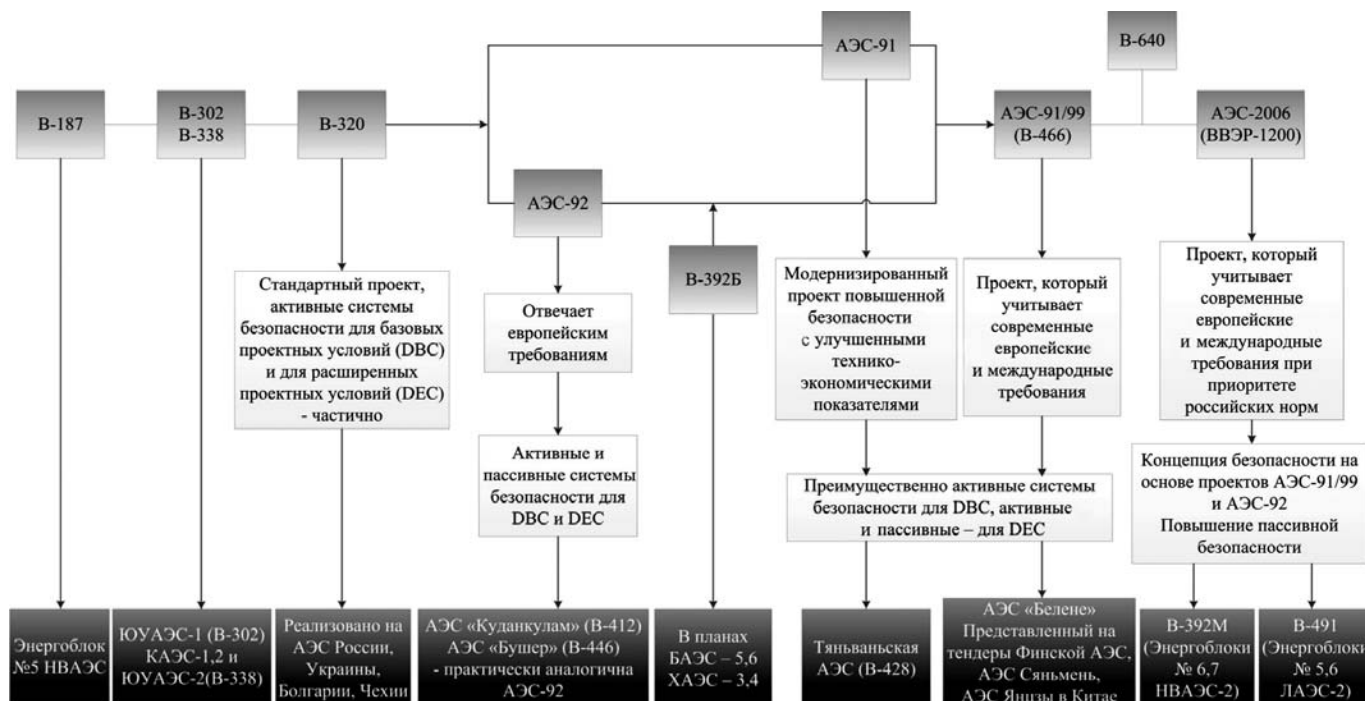 АЭС-91
В-640
В-187
В-302
В-338
В-320
АЭС-91/99
(В-466)
АЭС-2006
(ВВЭР-1200)
АЭС-92
В-392Б
Стандартный проект,
активные системы
безопасности для базовых
проектных условий (DBC)
и для расширенных
проектных условий (DEC)
- частично
Отвечает
европейским
требованиям
Активные и
пассивные системы
безопасности для
DBC и DEC
Модернизированный
проект повышенной
безопасности
с улучшенными
технико-
экономическими
показателями
Проект, который
учитывает
современные
европейские
и международные
требования
Проект, который
учитывает
современные
европейские
и международные
требования при
приоритете
российских норм
Преимущественно активные системы
безопасности для DBC, активные
и пассивные – для DEC
Концепция безопасности на
основе проектов АЭС-91/99
и АЭС-92
Повышение пассивной
безопасности
Энергоблок
№5 НВАЭС
ЮУАЭС-1 (В-302)
КАЭС-1,2 и
ЮУАЭС-2(В-338)
Реализовано на
АЭС России,
Украины,
Болгарии, Чехии
АЭС «Куданкулам» (В-412)
АЭС «Бушер» (В-446)
- практически аналогична
АЭС-92
В планах
БАЭС – 5,6
ХАЭС – 3,4
Тяньваньская
АЭС (В-428)
АЭС «Белене»
Представленный на
тендеры Финской АЭС,
АЭС Сяньмень,
АЭС Янцзы в Китае
В-392М
(Энергоблоки
№ 6,7
НВАЭС-2)
В-491
(Энергоблоки
№ 5,6
ЛАЭС-2)